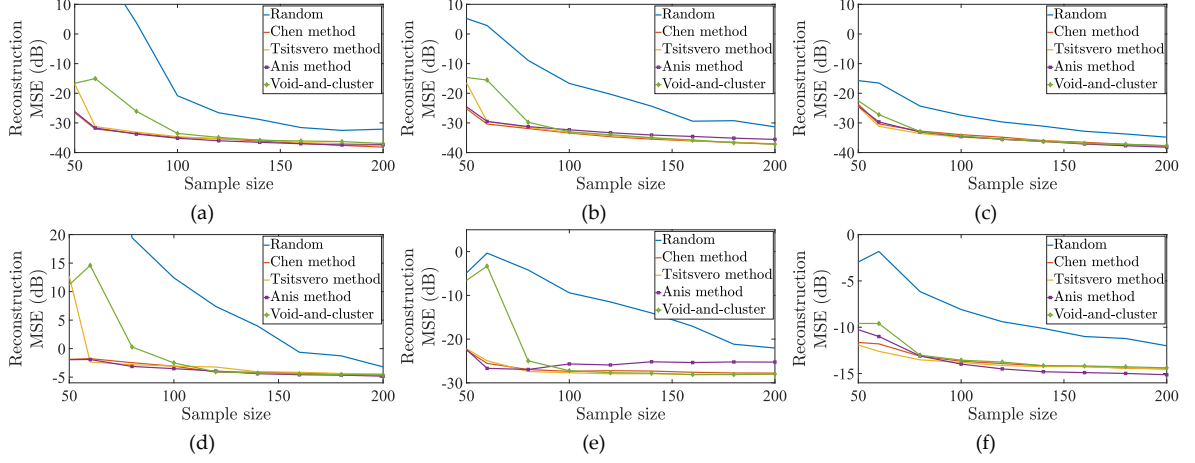 Reconstruction
MSE (dB)
10
0
-10
-20
-30
-40
50
100
150
200
Sample size
Random
Chen method
Tsitsvero method
Anis method
Void-and-cluster
(a)
Reconstruction
MSE (dB)
10
0
-10
-20
-30
-40
50
100
150
200
Sample size
Random
Chen method
Tsitsvero method
Anis method
Void-and-cluster
(b)
Reconstruction
MSE (dB)
10
0
-10
-20
-30
-40
50
100
150
200
Sample size
Random
Chen method
Tsitsvero method
Anis method
Void-and-cluster
(c)
Reconstruction
MSE (dB)
20
15
10
5
0
-5
50
100
150
200
Sample size
Random
Chen method
Tsitsvero method
Anis method
Void-and-cluster
(d)
Reconstruction
MSE (dB)
0
-10
-20
-30
50
100
150
200
Sample size
Random
Chen method
Tsitsvero method
Anis method
Void-and-cluster
(e)
Reconstruction
MSE (dB)
0
-5
-10
-15
50
100
150
200
Sample size
Random
Chen method
Tsitsvero method
Anis method
Void-and-cluster
(f)